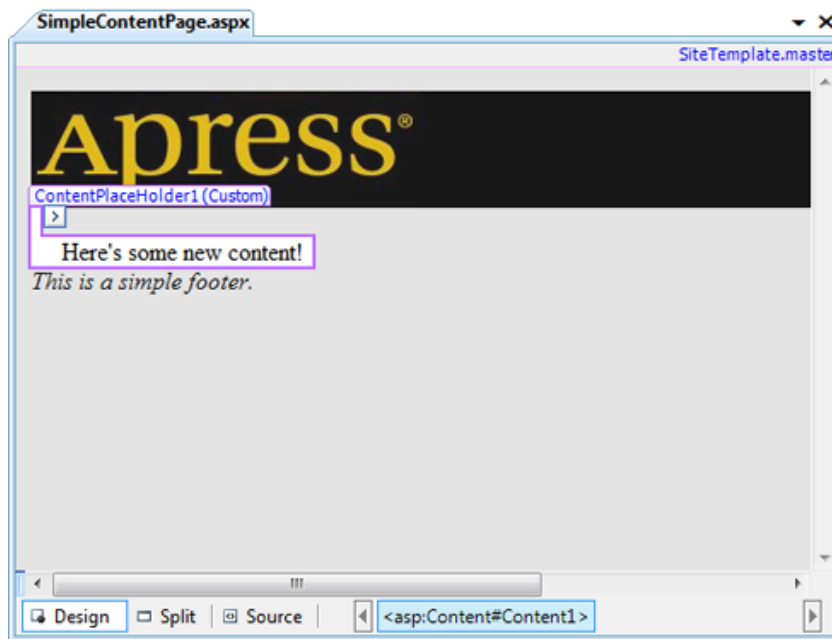 SimpleContentPage.aspx
SiteTemplate.master
Apress®
ContentPlaceHolder1 (Custom)
Here's some new content!
This is a simple footer.
Design Split Source <asp:Content#Content1>